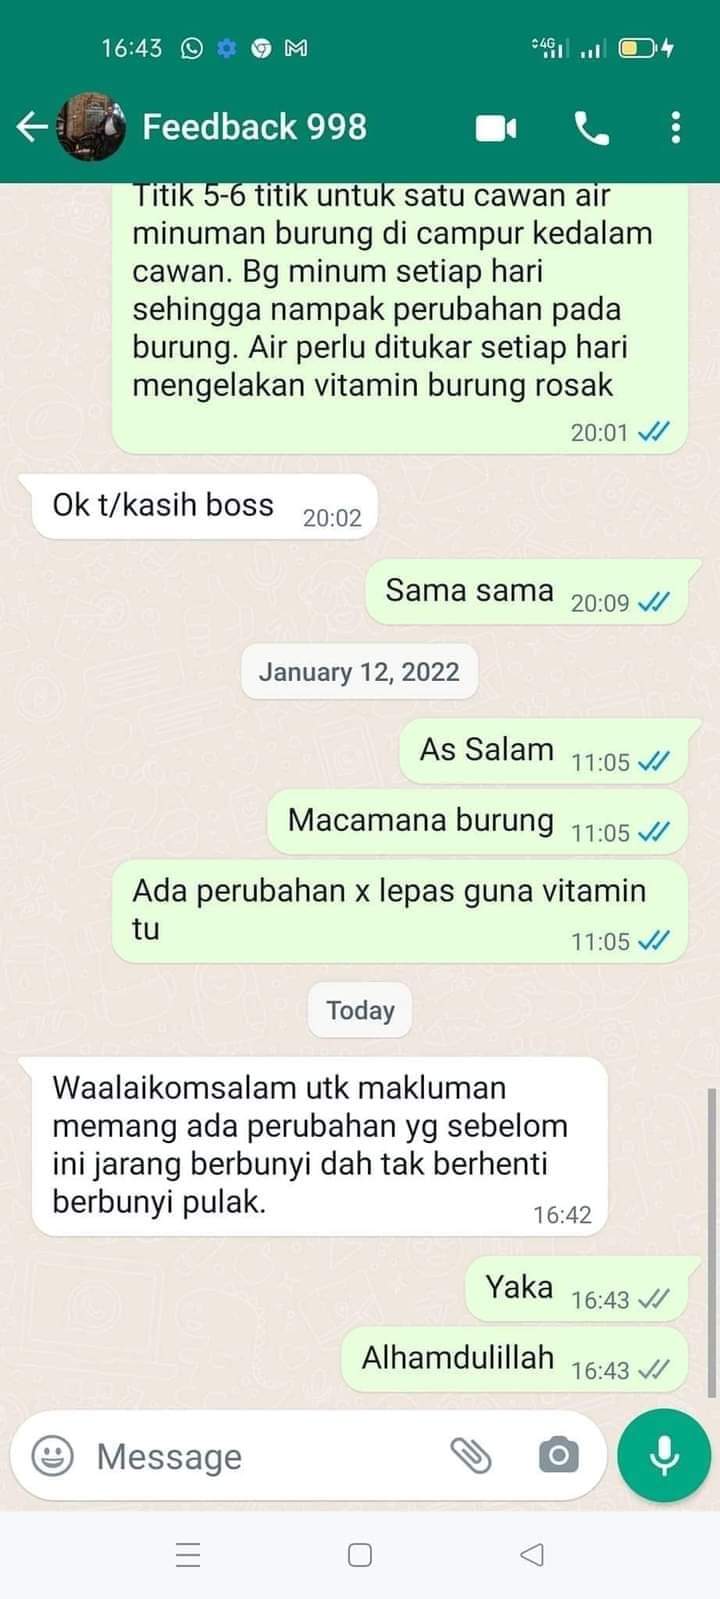 16:43
4G
Feedback 998
Titik 5-6 titik untuk satu cawan air
minuman burung di campur kedalam
cawan. Bg minum setiap hari
sehingga nampak perubahan pada
burung. Air perlu ditukar setiap hari
mengelakan vitamin burung rosak
20:01
Ok t/kasih boss 20:02
Sama sama 20:09
January 12, 2022
As Salam 11:05
Macamana burung 11:05
Ada perubahan x lepas guna vitamin
tu 11:05
Today
Waalaikomsalam utk makluman
memang ada perubahan yg sebelom
ini jarang berbunyi dah tak berhenti
berbunyi pulak.
16:42
Yaka 16:43
Alhamdulillah 16:43
Message